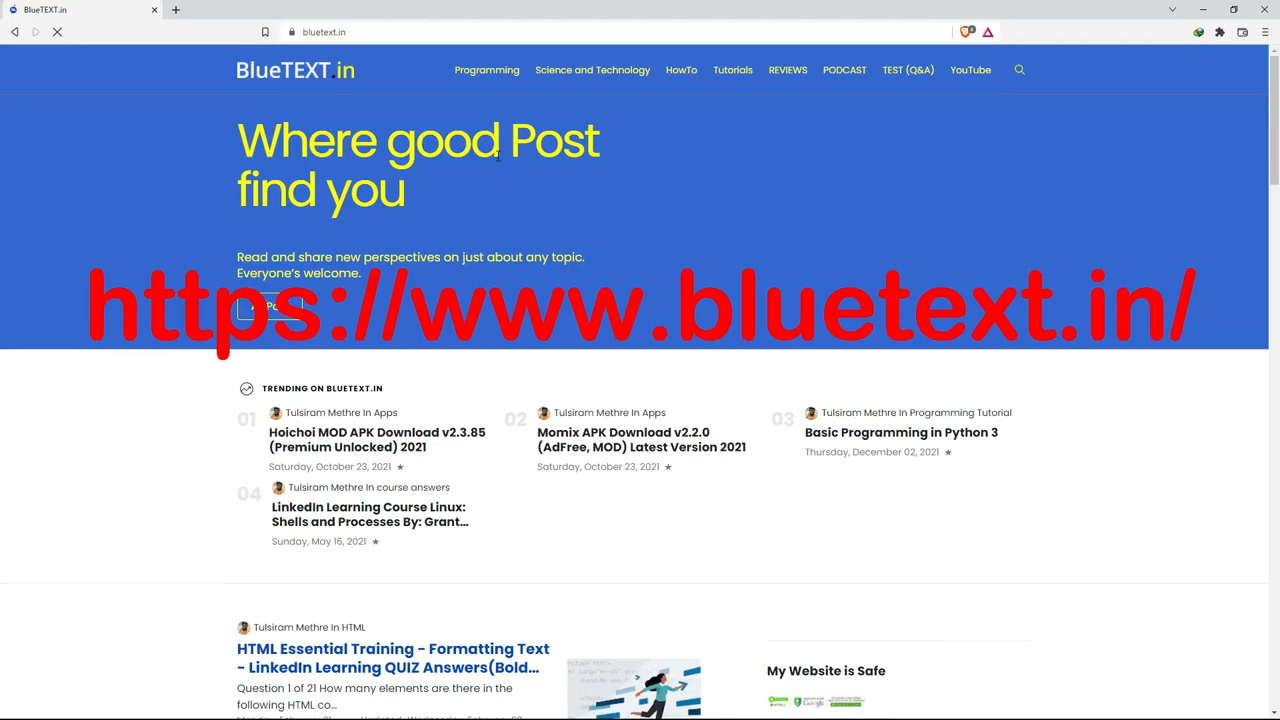 BlueTEXT.in
bluetext.in
BlueTEXT.in
Programming
Science and Technology
HowTo
Tutorials
REVIEWS
PODCAST
TEST (Q&A)
YouTube
Where good Post
find you
Read and share new perspectives on just about any topic.
Everyone's welcome.
https://www.bluetext.in/
TRENDING ON BLUETEXT.IN
01
Tulsiram Methre In Apps
Hoichoi MOD APK Download v2.3.85
(Premium Unlocked) 2021
Saturday, October 23, 2021 ★
02
Tulsiram Methre In Apps
Momix APK Download v2.2.0
(AdFree, MOD) Latest Version 2021
Saturday, October 23, 2021 ★
03
Tulsiram Methre In Programming Tutorial
Basic Programming in Python 3
Thursday, December 02, 2021 ★
04
Tulsiram Methre In course answers
LinkedIn Learning Course Linux:
Shells and Processes By: Grant...
Sunday, May 16, 2021 ★
Tulsiram Methre In HTML
HTML Essential Training - Formatting Text
- LinkedIn Learning QUIZ Answers(Bold...
Question 1 of 21 How many elements are there in the
following HTML co...
My Website is Safe